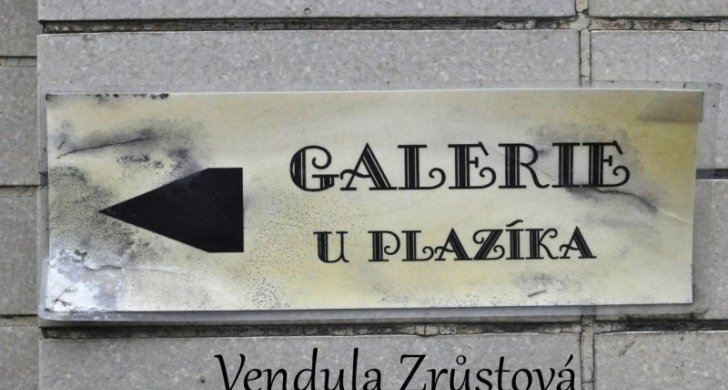 GALERIE
U PLAZÍKA
Vendula Zrůstová